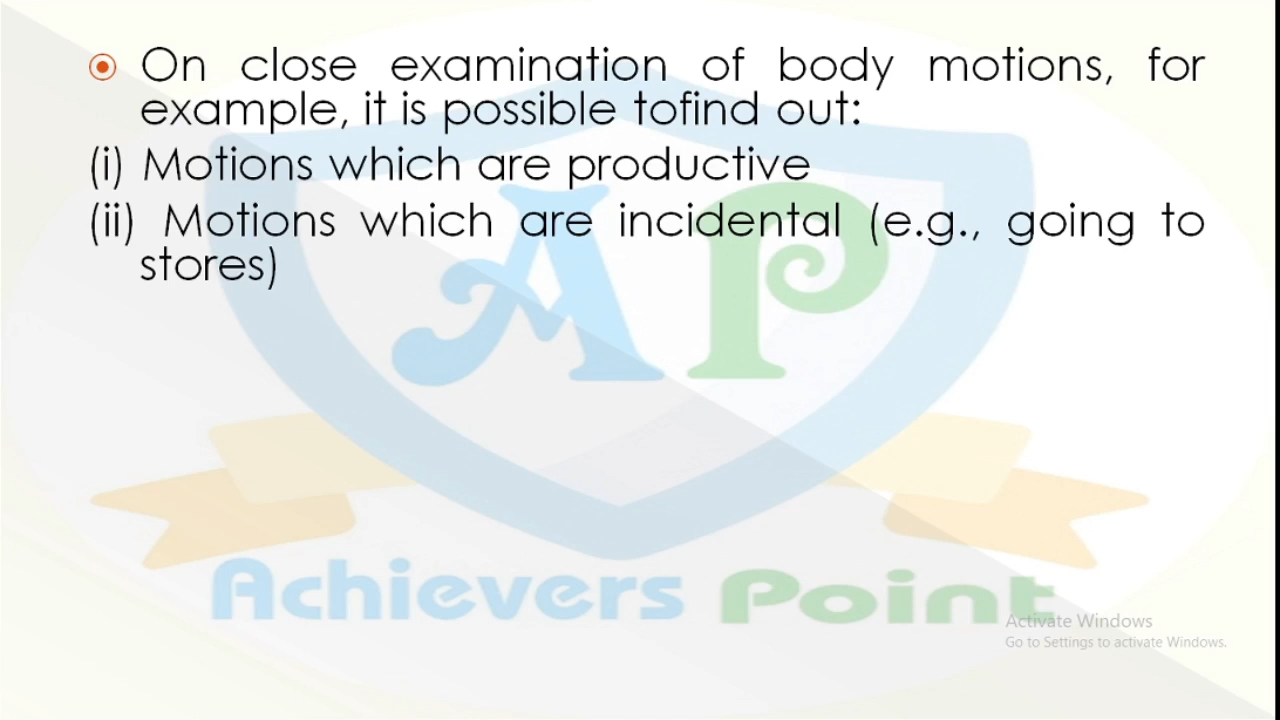 On close examination of body motions, for
example, it is possible tofind out:
(i) Motions which are productive
(ii) Motions which are incidental (e.g., going to
stores)
AP
Achievers Point
Activate Windows
Go to Settings to activate Windows.